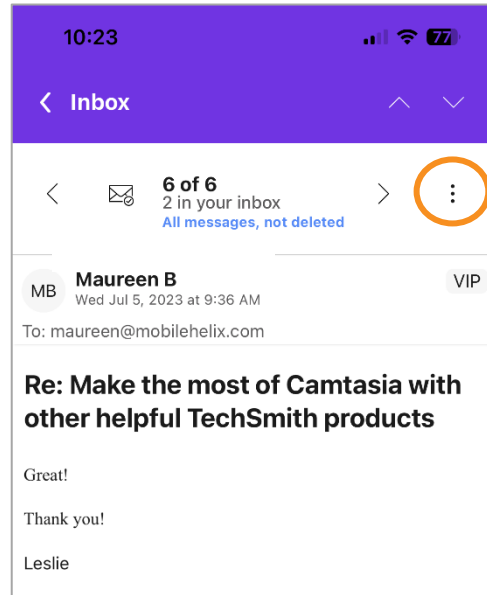 10:23
77
Inbox
6 of 6
2 in your inbox
All messages, not deleted
MB
Maureen B
VIP
Wed Jul 5, 2023 at 9:36 AM
To: maureen@mobilehelix.com
Re: Make the most of Camtasia with
other helpful TechSmith products
Great!
Thank you!
Leslie